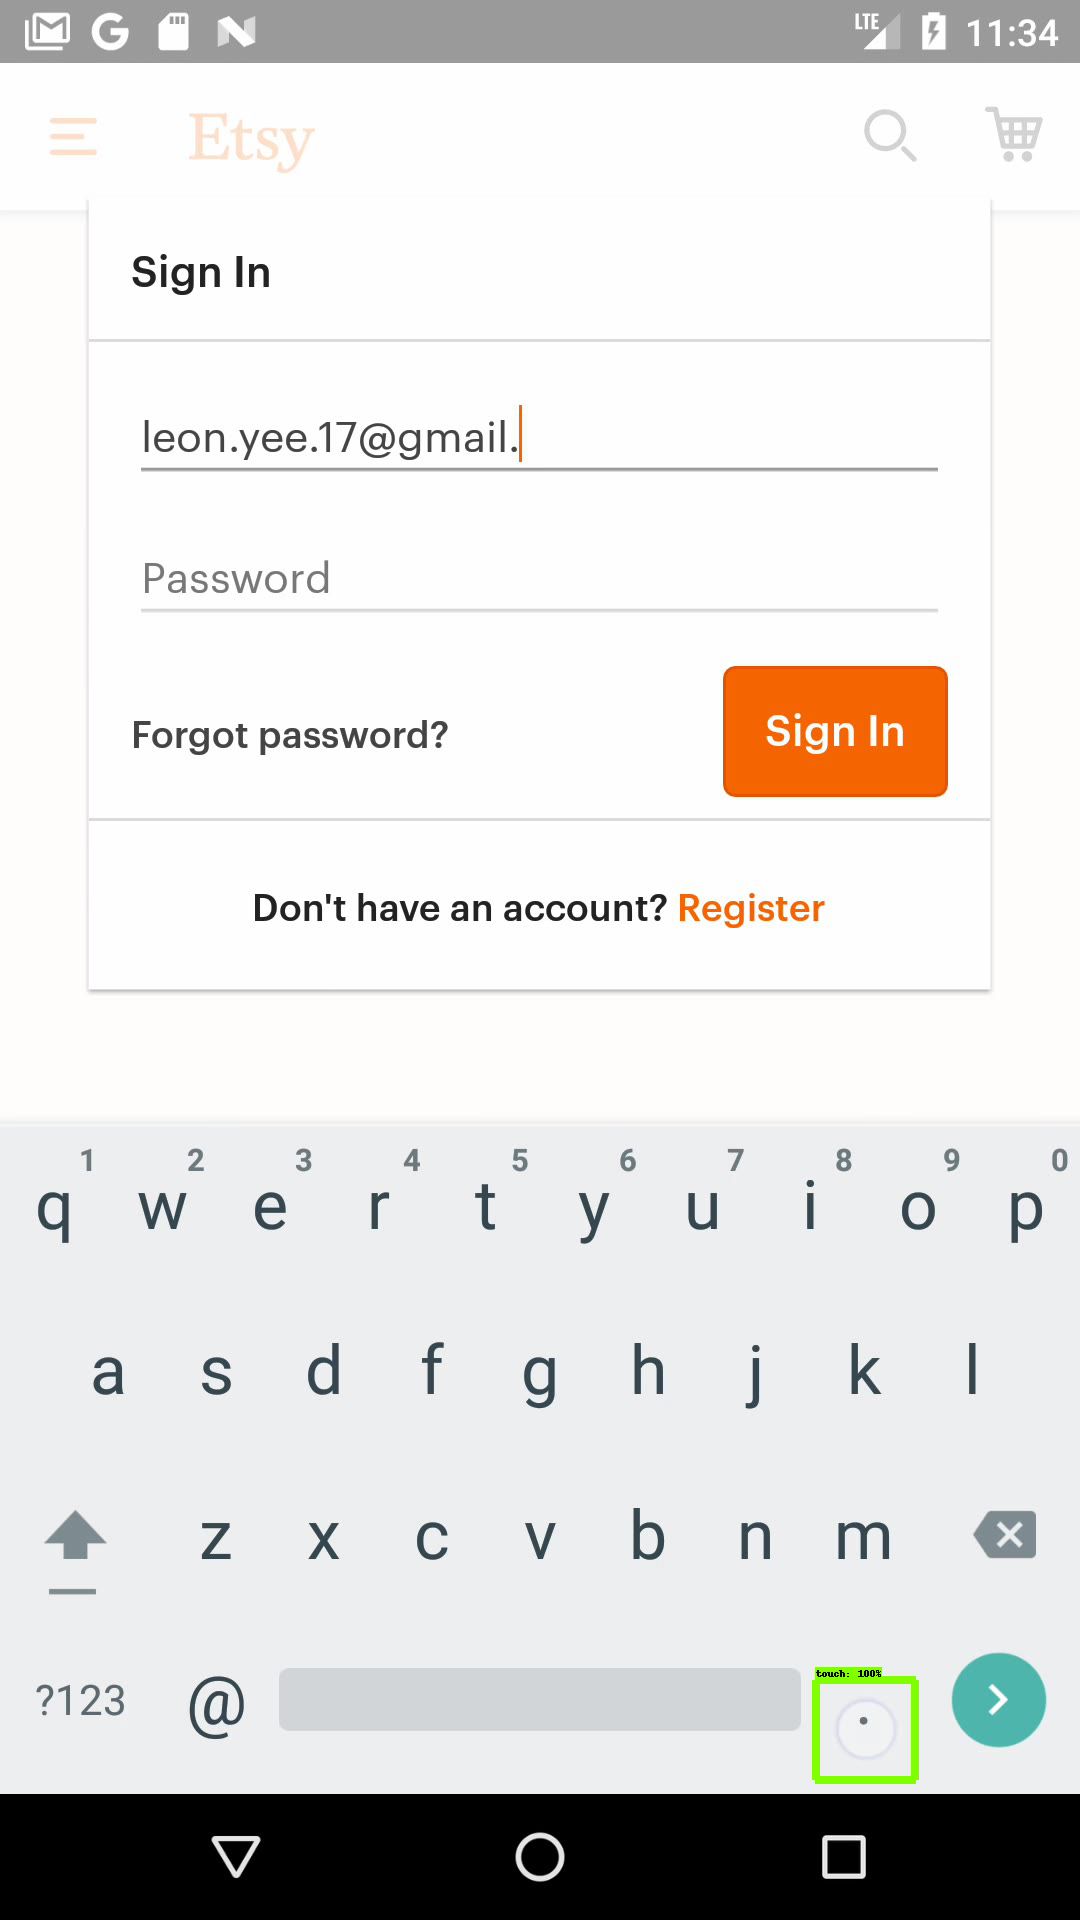 LTE 11:34
Etsy
Sign In
leon.yee.17@gmail.
Password
Forgot password? Sign In
Don't have an account? Register
1 2 3 4 5 6 7 8 9 0
q w e r t y u i o p
a s d f g h j k l
z x c v b n m
touch: 100%
?123 @ .